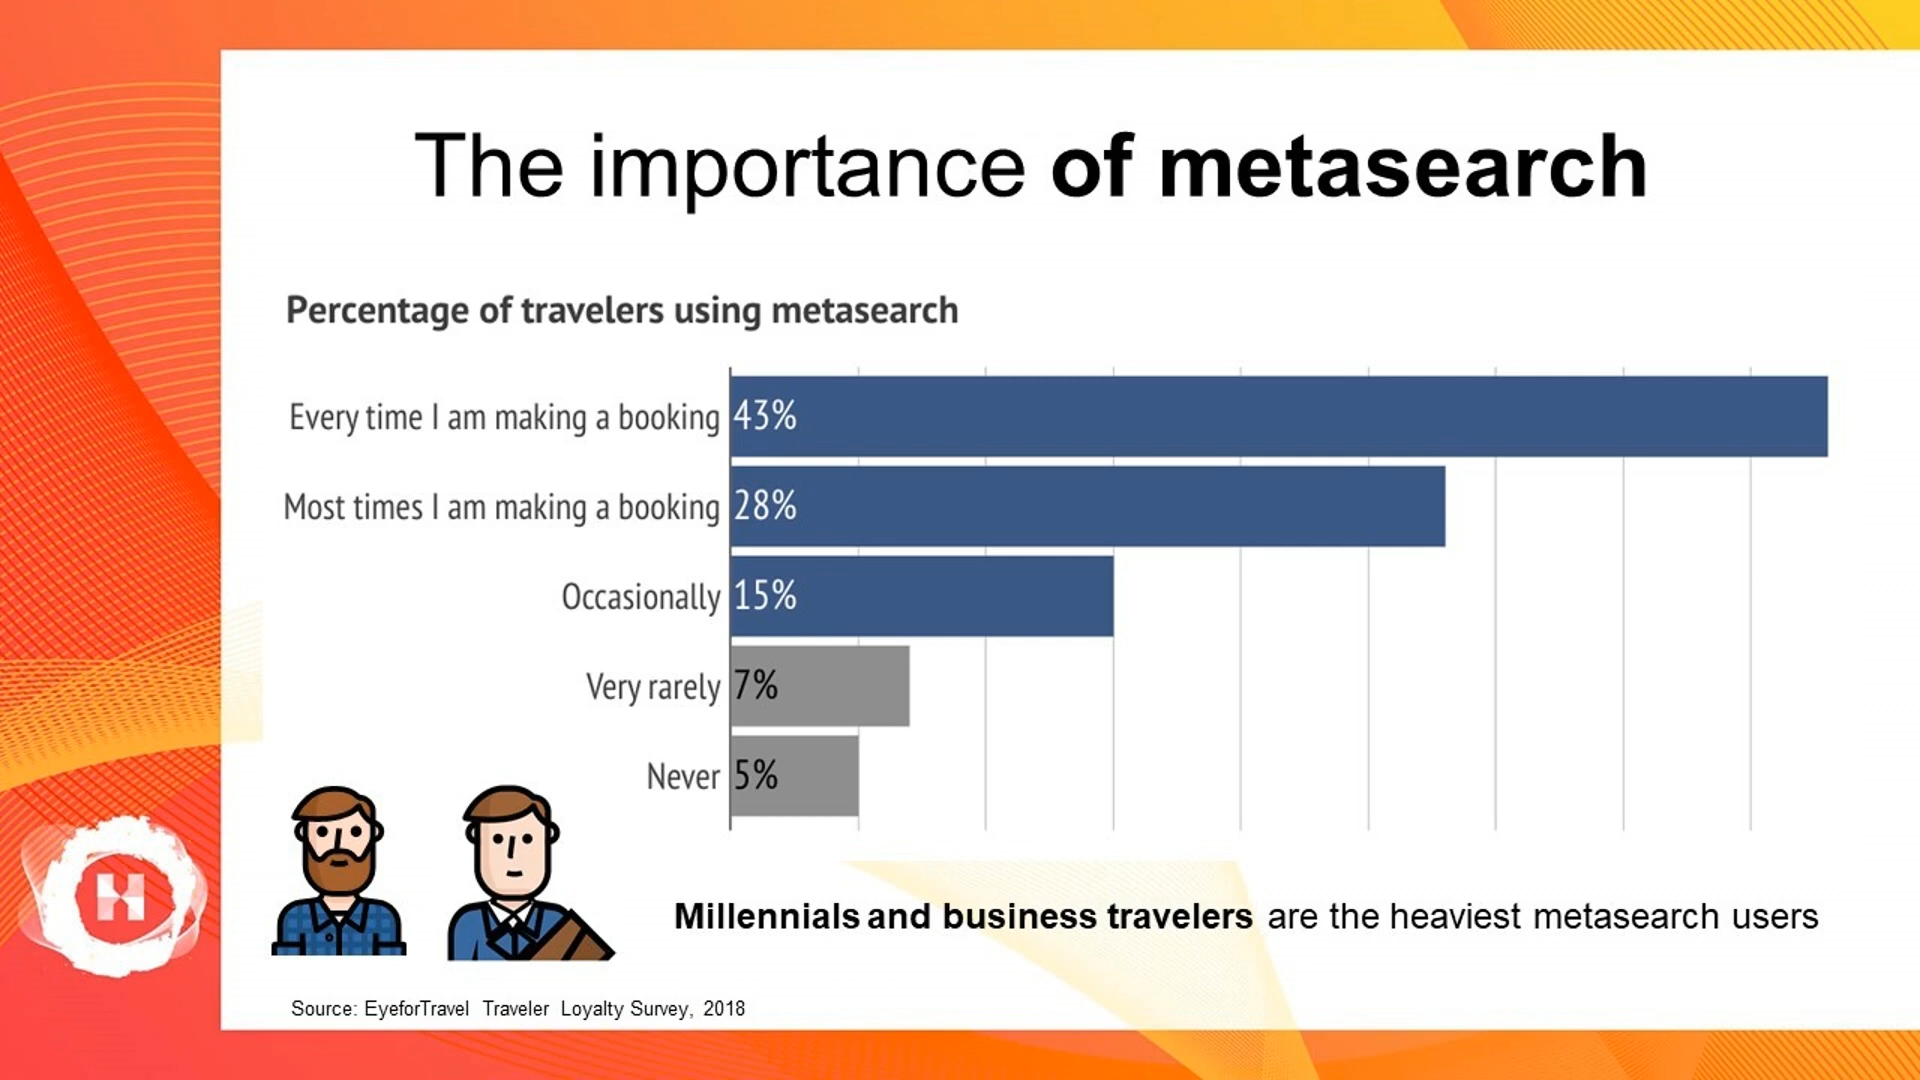 The importance of metasearch
Percentage of travelers using metasearch
Every time I am making a booking 43%
Most times I am making a booking 28%
Occasionally 15%
Very rarely 7%
Never 5%
Millennials and business travelers are the heaviest metasearch users
Source: EyeforTravel Traveler Loyalty Survey, 2018
H